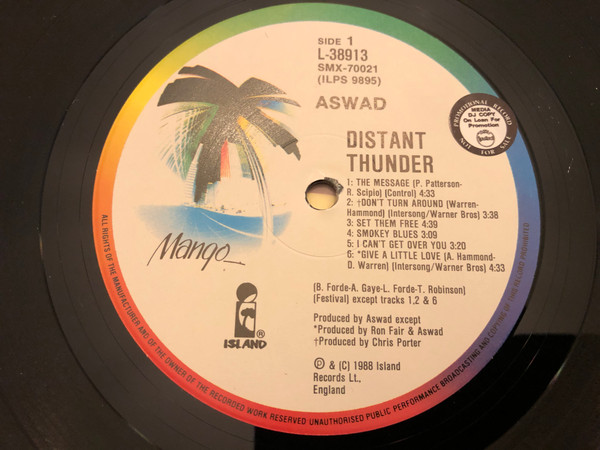 SIDE 1
L-38913
SMX-70021
(ILPS 9895)
ASWAD
PROMOTIONAL RECORD
MEDIA
DJ COPY
On Loan For
Promotion
NOT FOR SALE
DISTANT
THUNDER
1: THE MESSAGE (P. Patterson-
R. Scipio) (Control) 4:33
2: †DON'T TURN AROUND (Warren-
Hammond) (Intersong/Warner Bros) 3:38
3: SET THEM FREE 4:39
4: SMOKEY BLUES 3:09
5: I CAN'T GET OVER YOU 3:20
6: *GIVE A LITTLE LOVE (A. Hammond-
D. Warren) (Intersong/Warner Bros) 4:33
Mango
(B. Forde-A. Gaye-L. Forde-T. Robinson)
(Festival) except tracks 1,2 & 6
i
®
ISLAND
Produced by Aswad except
*Produced by Ron Fair & Aswad
†Produced by Chris Porter
℗ & (C) 1988 Island
Records Lt.,
England
ALL RIGHTS OF THE MANUFACTURER AND OF THE OWNER OF THE RECORDED WORK RESERVED UNAUTHORISED PUBLIC PERFORMANCE BROADCASTING AND COPYING OF THIS RECORD PROHIBITED